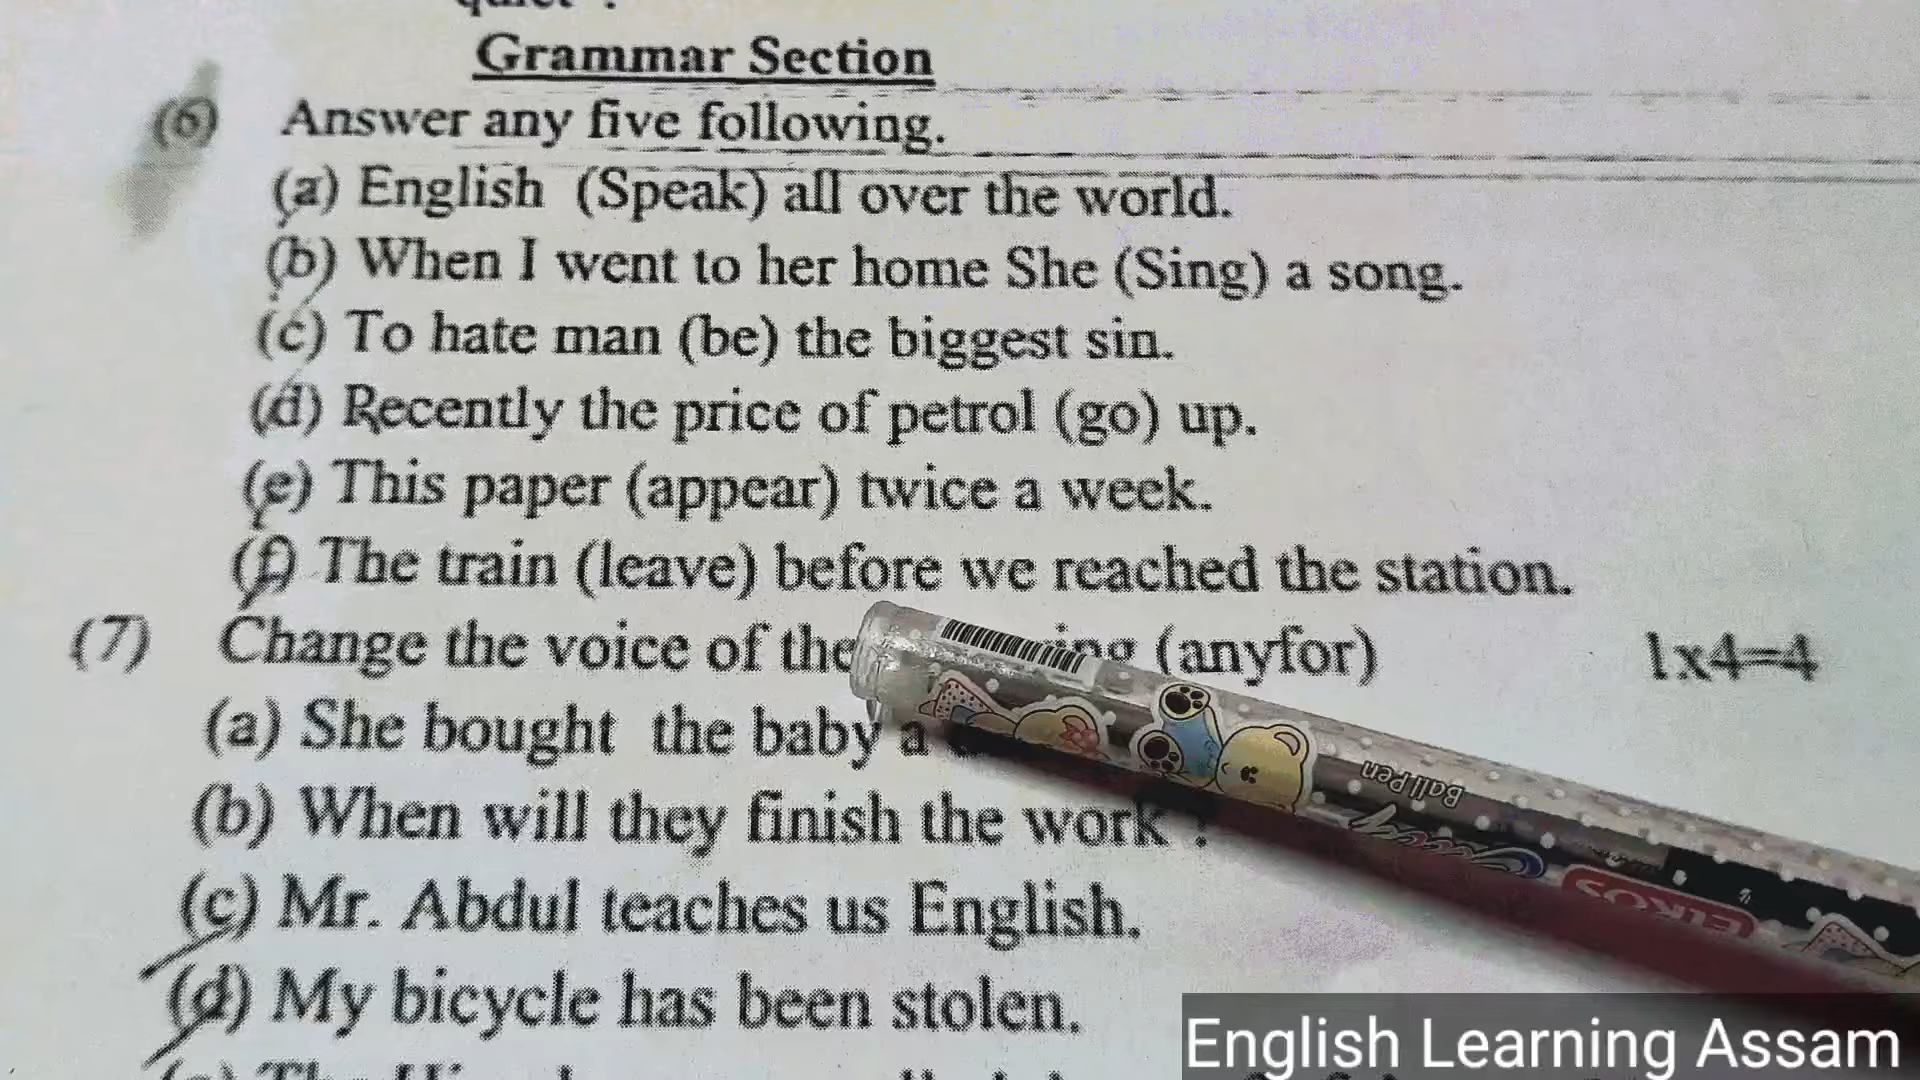 Grammar Section
(6) Answer any five following.
(a) English (Speak) all over the world.
(b) When I went to her home She (Sing) a song.
(c) To hate man (be) the biggest sin.
(d) Recently the price of petrol (go) up.
(e) This paper (appear) twice a week.
(f) The train (leave) before we reached the station.
(7) Change the voice of the (anyfor) 1x4=4
(a) She bought the baby a
(b) When will they finish the work ?
(c) Mr. Abdul teaches us English.
(d) My bicycle has been stolen.
Ball Pen
English Learning Assam